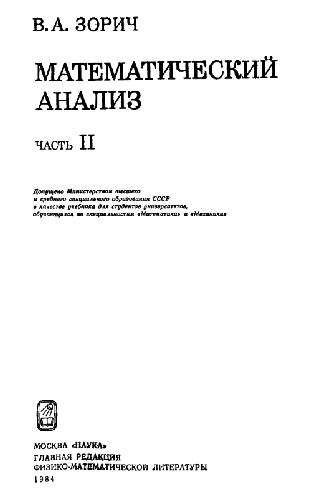 В. А. ЗОРИЧ
МАТЕМАТИЧЕСКИЙ
АНАЛИЗ
ЧАСТЬ II
Допущено Министерством высшего
и среднего специального образования СССР
в качестве учебника для студентов университетов,
обучающихся по специальностям «Математика» и «Механика»
МОСКВА «НАУКА»
ГЛАВНАЯ РЕДАКЦИЯ
ФИЗИКО-МАТЕМАТИЧЕСКОЙ ЛИТЕРАТУРЫ
1984